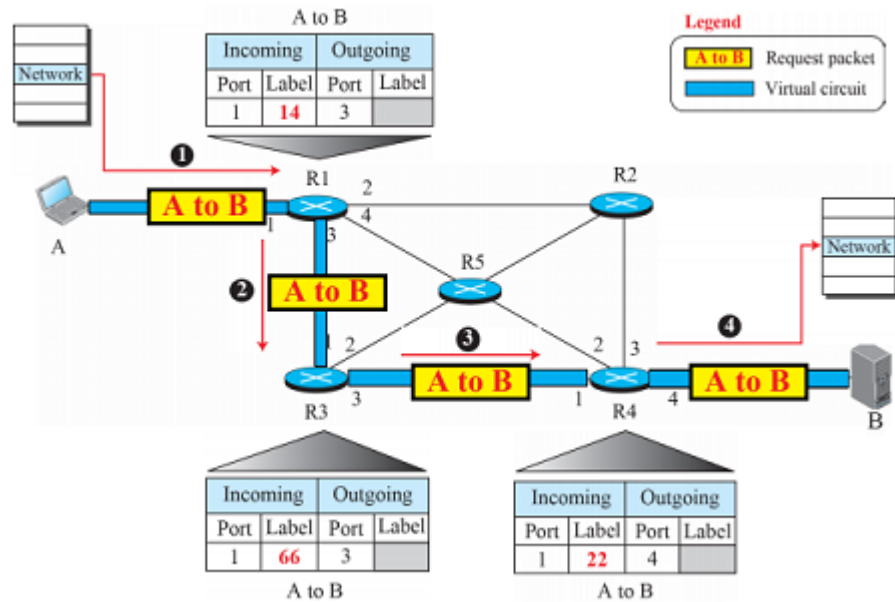 A to B
Legend
Network
Incoming Outgoing
Port Label Port Label
1 14 3
A to B Request packet
Virtual circuit
1
R1
R2
A
A to B
1
2
4
3
Network
R5
2
A to B
1
2
3
A to B
1
2
3
4
A to B
4
B
R3
R4
Incoming Outgoing
Port Label Port Label
1 66 3
A to B
Incoming Outgoing
Port Label Port Label
1 22 4
A to B